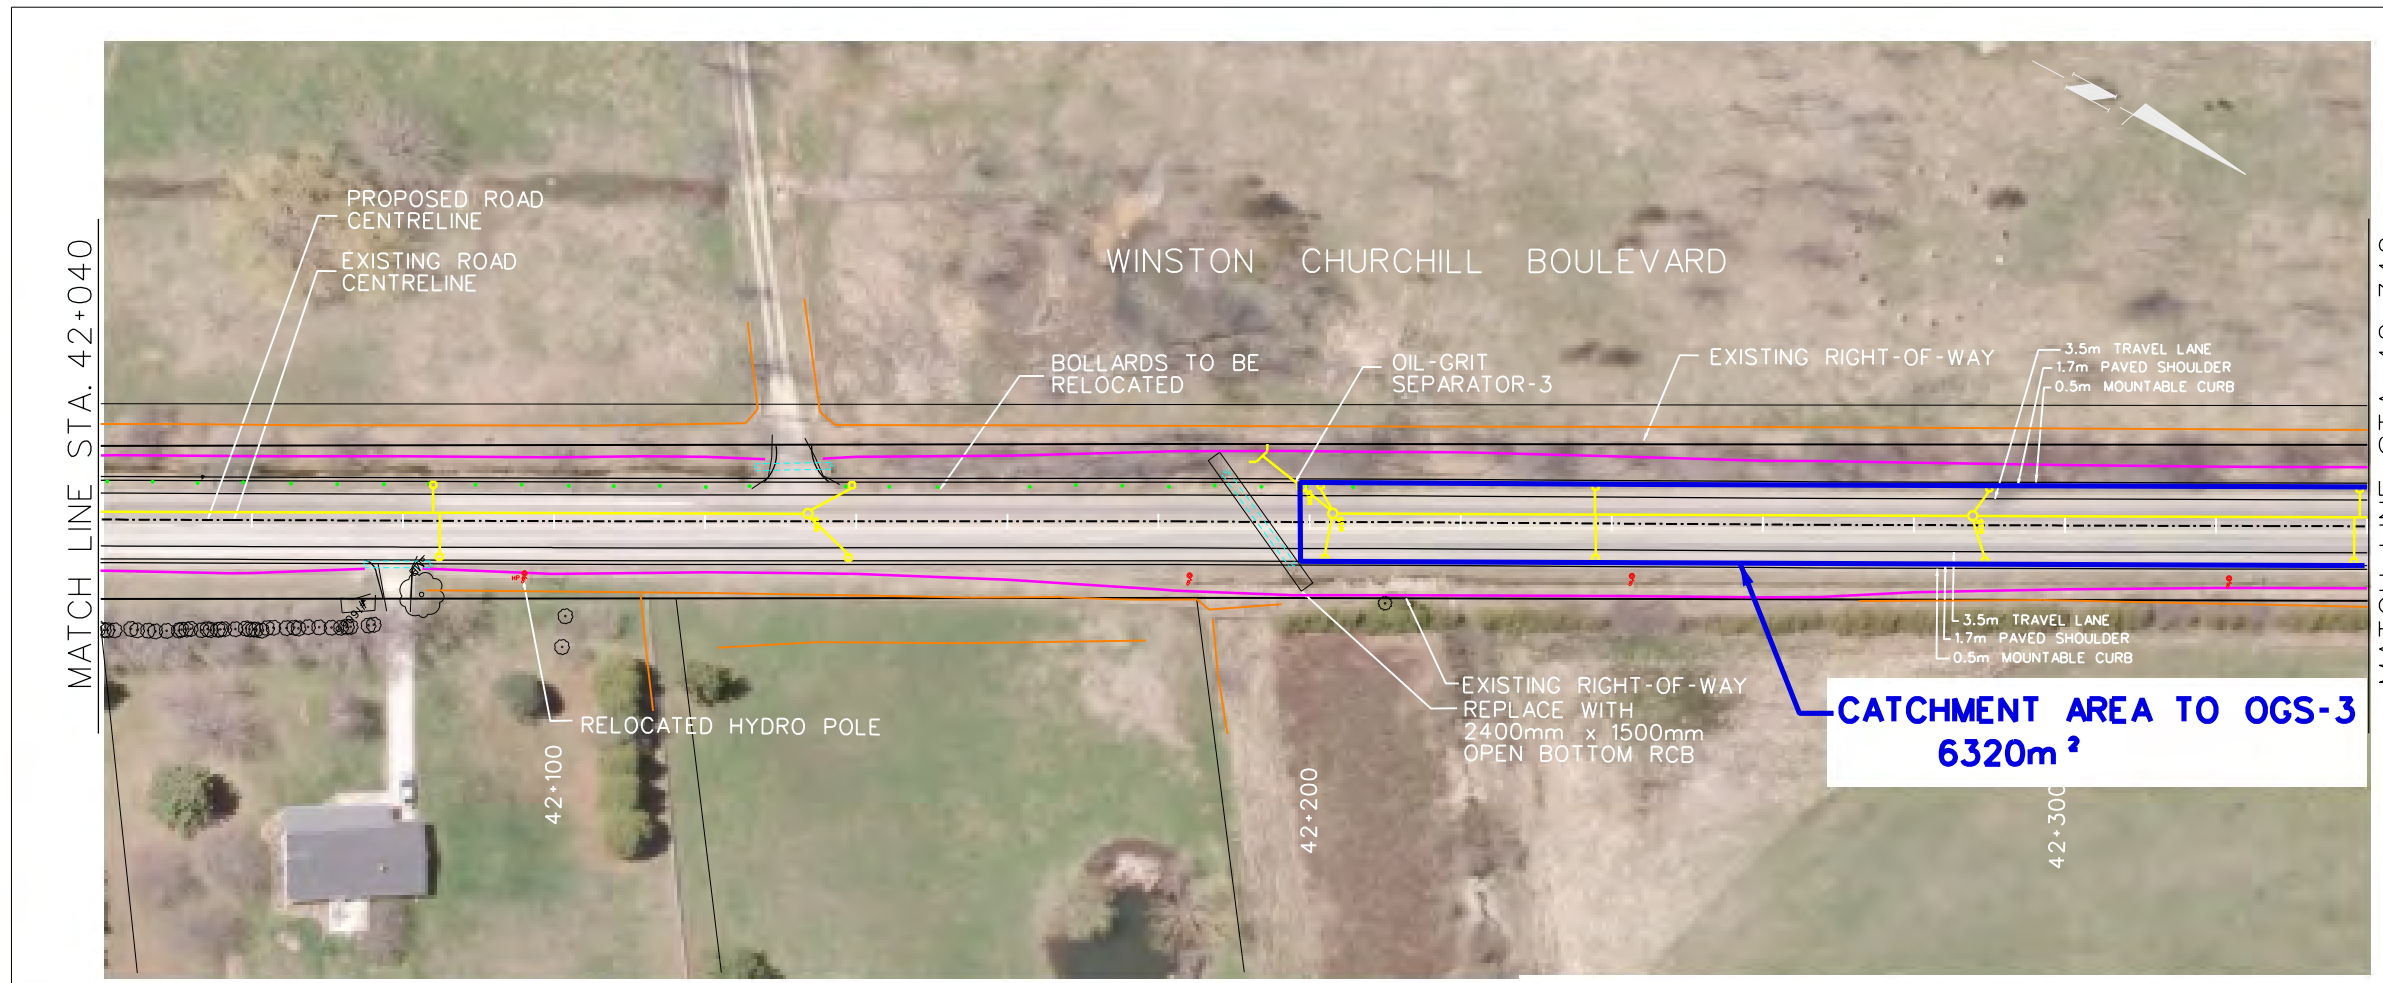 MATCH LINE STA. 42+040
PROPOSED ROAD
CENTRELINE
EXISTING ROAD
CENTRELINE
WINSTON CHURCHILL BOULEVARD
BOLLARDS TO BE
RELOCATED
OIL-GRIT
SEPARATOR-3
EXISTING RIGHT-OF-WAY
3.5m TRAVEL LANE
1.7m PAVED SHOULDER
0.5m MOUNTABLE CURB
HP
3.5m TRAVEL LANE
1.7m PAVED SHOULDER
0.5m MOUNTABLE CURB
RELOCATED HYDRO POLE
EXISTING RIGHT-OF-WAY
REPLACE WITH
2400mm x 1500mm
OPEN BOTTOM RCB
CATCHMENT AREA TO OGS-3
6320m²
42+100
42+200
42+300